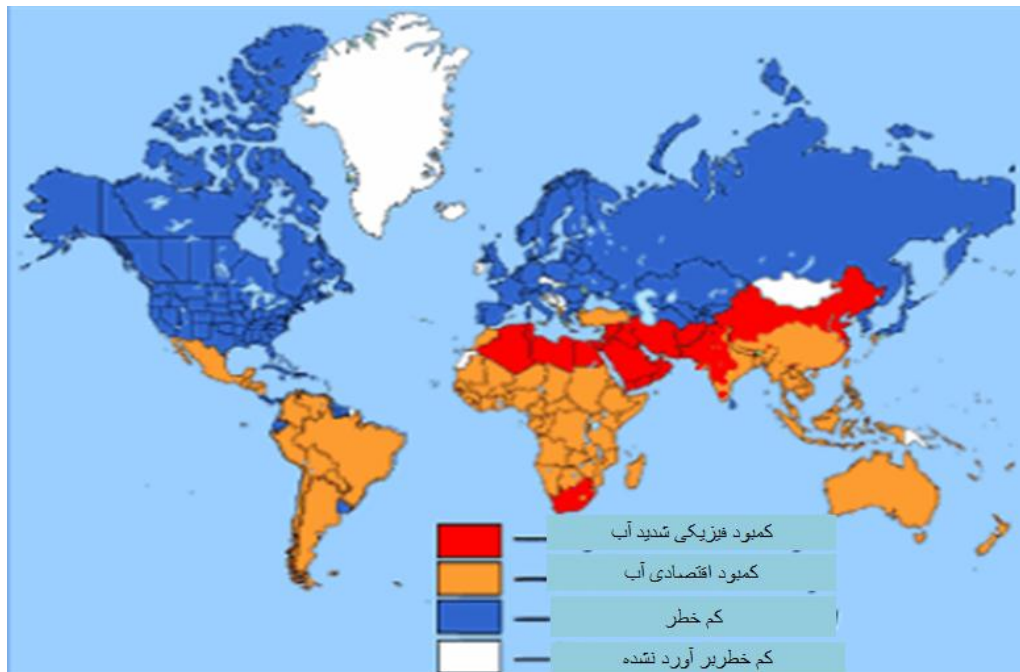 کمبود فیزیکی شدید آب
کمبود اقتصادی آب
کم خطر
کم خطربر آورد نشده